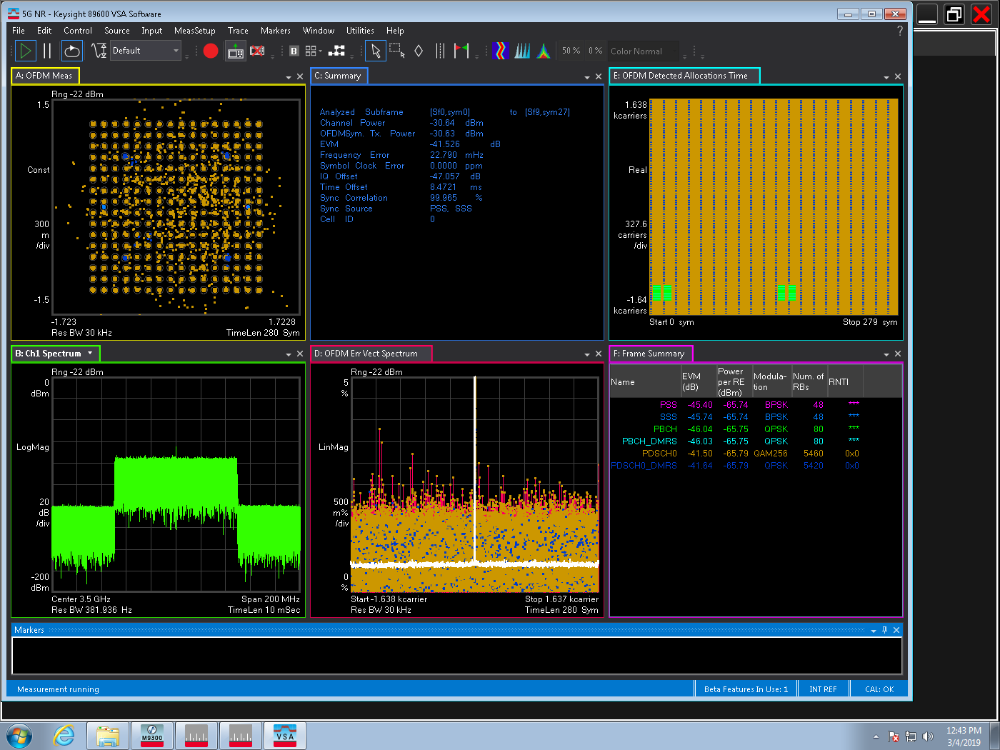 5G NR - Keysight 89600 VSA Software
File Edit Control Source Input MeasSetup Trace Markers Window Utilities Help ?
Default B 50 % 0 % Color Normal
A: OFDM Meas
Rng -22 dBm
1.5
Const
300
m
/div
-1.5
-1.723 1.7228
Res BW 30 kHz TimeLen 280 Sym
C: Summary
Analyzed Subframe [Sf0,sym0] to [Sf9,sym27]
Channel Power -30.64 dBm
OFDMSym. Tx. Power -30.63 dBm
EVM -41.526 dB
Frequency Error 22.790 mHz
Symbol Clock Error 0.0000 ppm
IQ Offset -47.057 dB
Time Offset 8.4721 ms
Sync Correlation 99.965 %
Sync Source PSS, SSS
Cell ID 0
E: OFDM Detected Allocations Time
1.638
kcarriers
Real
327.6
carriers
/div
-1.64
kcarriers
Start 0 sym Stop 279 sym
B: Ch1 Spectrum
Rng -22 dBm
0
dBm
LogMag
20
dB
/div
-200
dBm
Center 3.5 GHz Span 200 MHz
Res BW 381.936 Hz TimeLen 10 mSec
D: OFDM Err Vect Spectrum
Rng -22 dBm
5
%
LinMag
500
m%
/div
0
%
Start -1.638 kcarrier Stop 1.637 kcarrier
Res BW 30 kHz TimeLen 280 Sym
F: Frame Summary
Name EVM (dB) Power per RE (dBm) Modula-tion Num. of RBs RNTI
PSS -45.40 -65.74 BPSK 48 ***
SSS -45.74 -65.74 BPSK 48 ***
PBCH -46.04 -65.75 QPSK 80 ***
PBCH_DMRS -46.03 -65.75 QPSK 80 ***
PDSCH0 -41.50 -65.79 QAM256 5460 0x0
PDSCH0_DMRS -41.64 -65.79 QPSK 5420 0x0
Markers
Measurement running Beta Features In Use: 1 INT REF CAL: OK
M9300 VSA
12:43 PM
3/4/2019